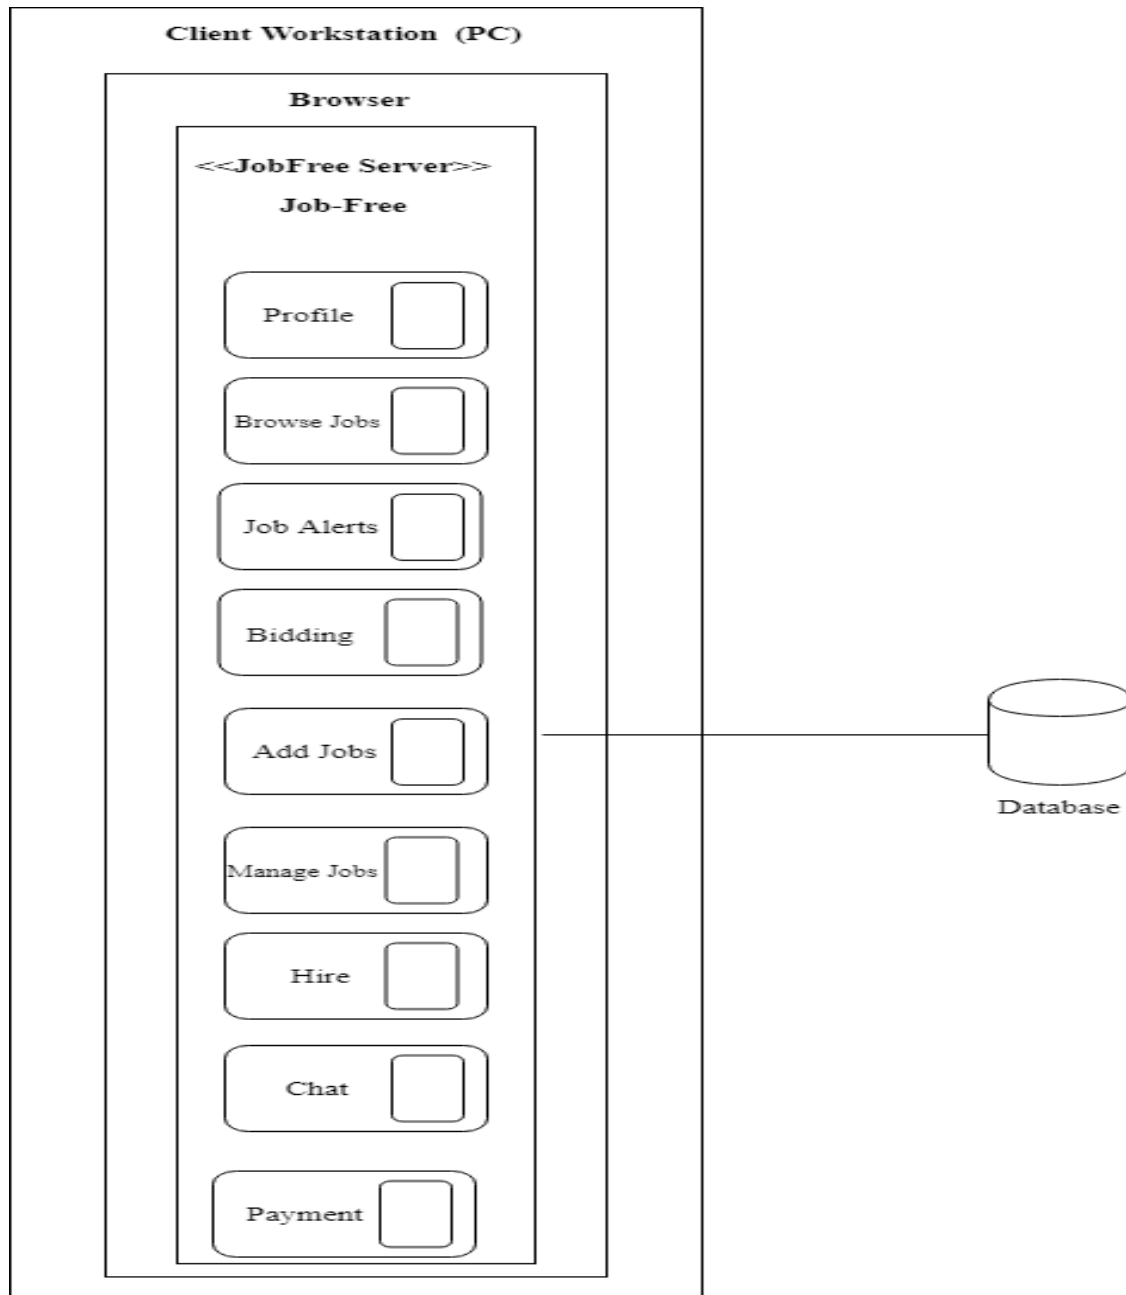 Client Workstation (PC)
Browser
<<JobFree Server>>
Job-Free
Profile
Browse Jobs
Job Alerts
Bidding
Add Jobs
Manage Jobs
Hire
Chat
Payment
Database